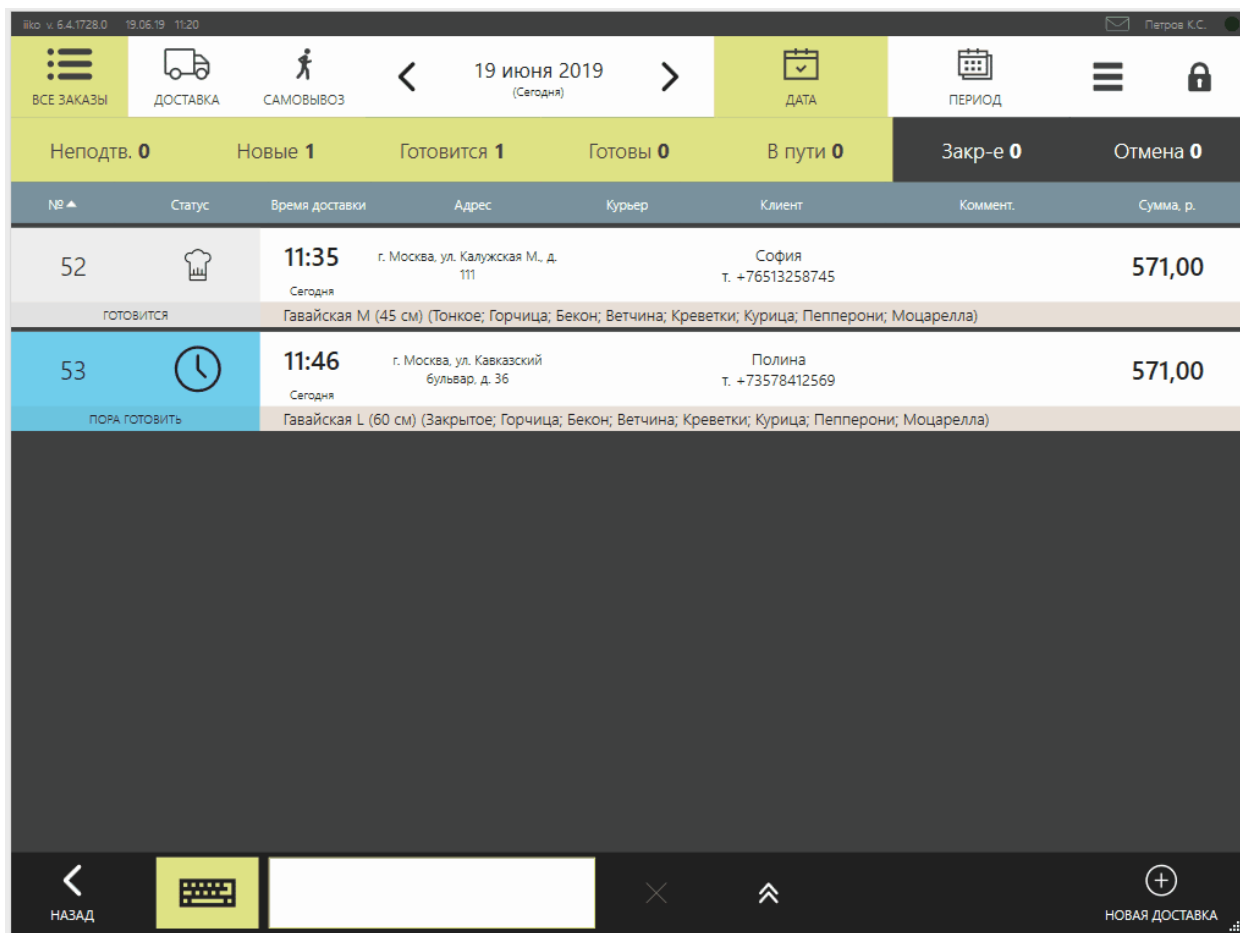 iiko v. 6.4.1728.0 19.06.19 11:20 Петров К.С.
19 июня 2019
(Сегодня)
ВСЕ ЗАКАЗЫ ДОСТАВКА САМОВЫВОЗ ДАТА ПЕРИОД
Неподтв. 0 Новые 1 Готовится 1 Готовы 0 В пути 0 Закр-е 0 Отмена 0
№ Статус Время доставки Адрес Курьер Клиент Коммент. Сумма, р.
52 11:35 г. Москва, ул. Калужская М., д. София 571,00
111 т. +76513258745
Сегодня
ГОТОВИТСЯ Гавайская M (45 см) (Тонкое; Горчица; Бекон; Ветчина; Креветки; Курица; Пепперони; Моцарелла)
53 11:46 г. Москва, ул. Кавказский Полина 571,00
бульвар, д. 36 т. +73578412569
Сегодня
ПОРА ГОТОВИТЬ Гавайская L (60 см) (Закрытое; Горчица; Бекон; Ветчина; Креветки; Курица; Пепперони; Моцарелла)
НАЗАД НОВАЯ ДОСТАВКА